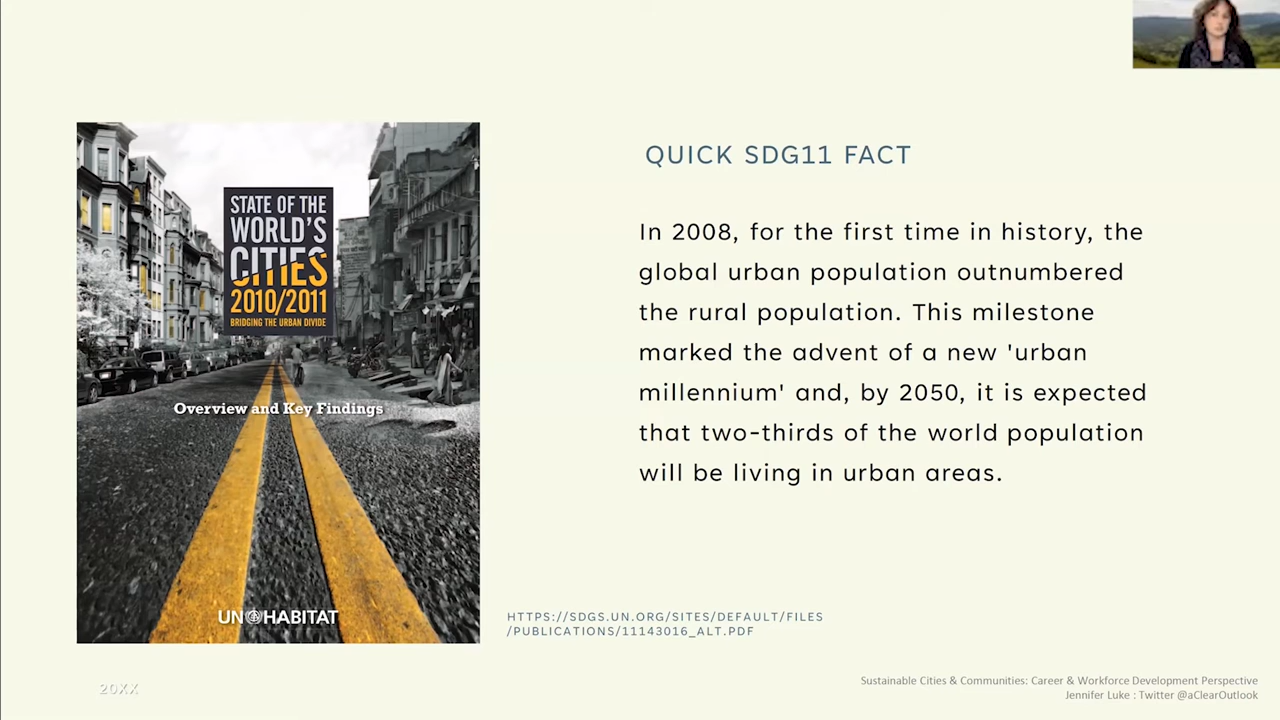 STATE OF THE
WORLD'S
CITIES
2010/2011
BRIDGING THE URBAN DIVIDE
Overview and Key Findings
UN HABITAT
QUICK SDG11 FACT
In 2008, for the first time in history, the
global urban population outnumbered
the rural population. This milestone
marked the advent of a new 'urban
millennium' and, by 2050, it is expected
that two-thirds of the world population
will be living in urban areas.
HTTPS://SDGS.UN.ORG/SITES/DEFAULT/FILES
/PUBLICATIONS/11143016_ALT.PDF
20XX
Sustainable Cities & Communities: Career & Workforce Development Perspective
Jennifer Luke : Twitter @aClearOutlook